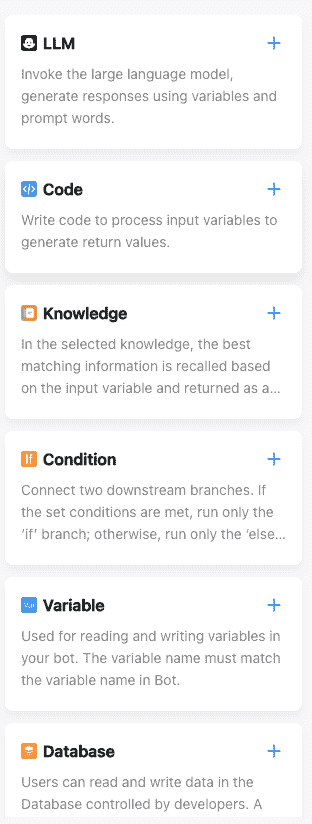 LLM
Invoke the large language model,
generate responses using variables and
prompt words.
Code
Write code to process input variables to
generate return values.
Knowledge
In the selected knowledge, the best
matching information is recalled based
on the input variable and returned as a...
If
Condition
Connect two downstream branches. If
the set conditions are met, run only the
‘if’ branch; otherwise, run only the ‘else...
Variable
Used for reading and writing variables in
your bot. The variable name must match
the variable name in Bot.
Database
Users can read and write data in the
Database controlled by developers. A